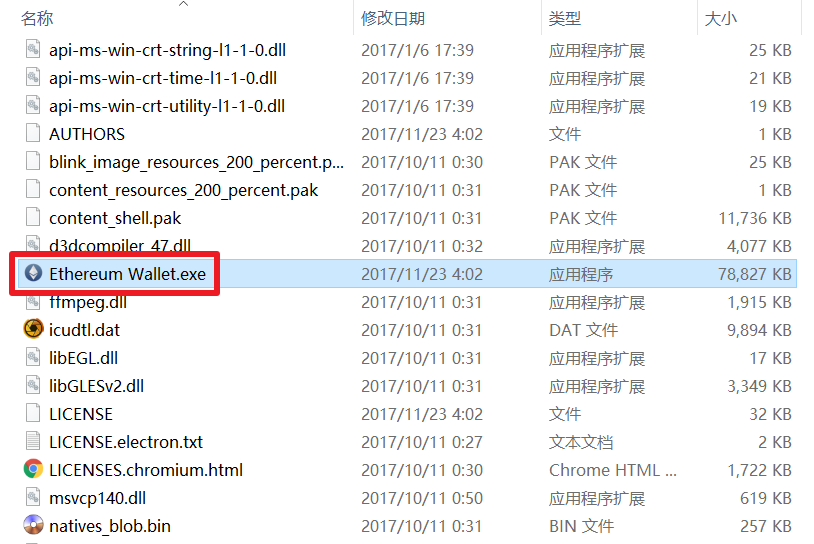 名称 修改日期 类型 大小
api-ms-win-crt-string-l1-1-0.dll 2017/1/6 17:39 应用程序扩展 25 KB
api-ms-win-crt-time-l1-1-0.dll 2017/1/6 17:39 应用程序扩展 21 KB
api-ms-win-crt-utility-l1-1-0.dll 2017/1/6 17:39 应用程序扩展 19 KB
AUTHORS 2017/11/23 4:02 文件 1 KB
blink_image_resources_200_percent.p... 2017/10/11 0:30 PAK 文件 25 KB
content_resources_200_percent.pak 2017/10/11 0:31 PAK 文件 1 KB
content_shell.pak 2017/10/11 0:31 PAK 文件 11,736 KB
d3dcompiler_47.dll 2017/10/11 0:32 应用程序扩展 4,077 KB
Ethereum Wallet.exe 2017/11/23 4:02 应用程序 78,827 KB
ffmpeg.dll 2017/10/11 0:31 应用程序扩展 1,915 KB
icudtl.dat 2017/10/11 0:31 DAT 文件 9,894 KB
libEGL.dll 2017/10/11 0:31 应用程序扩展 17 KB
libGLESv2.dll 2017/10/11 0:31 应用程序扩展 3,349 KB
LICENSE 2017/11/23 4:02 文件 32 KB
LICENSE.electron.txt 2017/10/11 0:27 文本文档 2 KB
LICENSES.chromium.html 2017/10/11 0:30 Chrome HTML ... 1,722 KB
msvcp140.dll 2017/10/11 0:50 应用程序扩展 619 KB
natives_blob.bin 2017/10/11 0:31 BIN 文件 257 KB